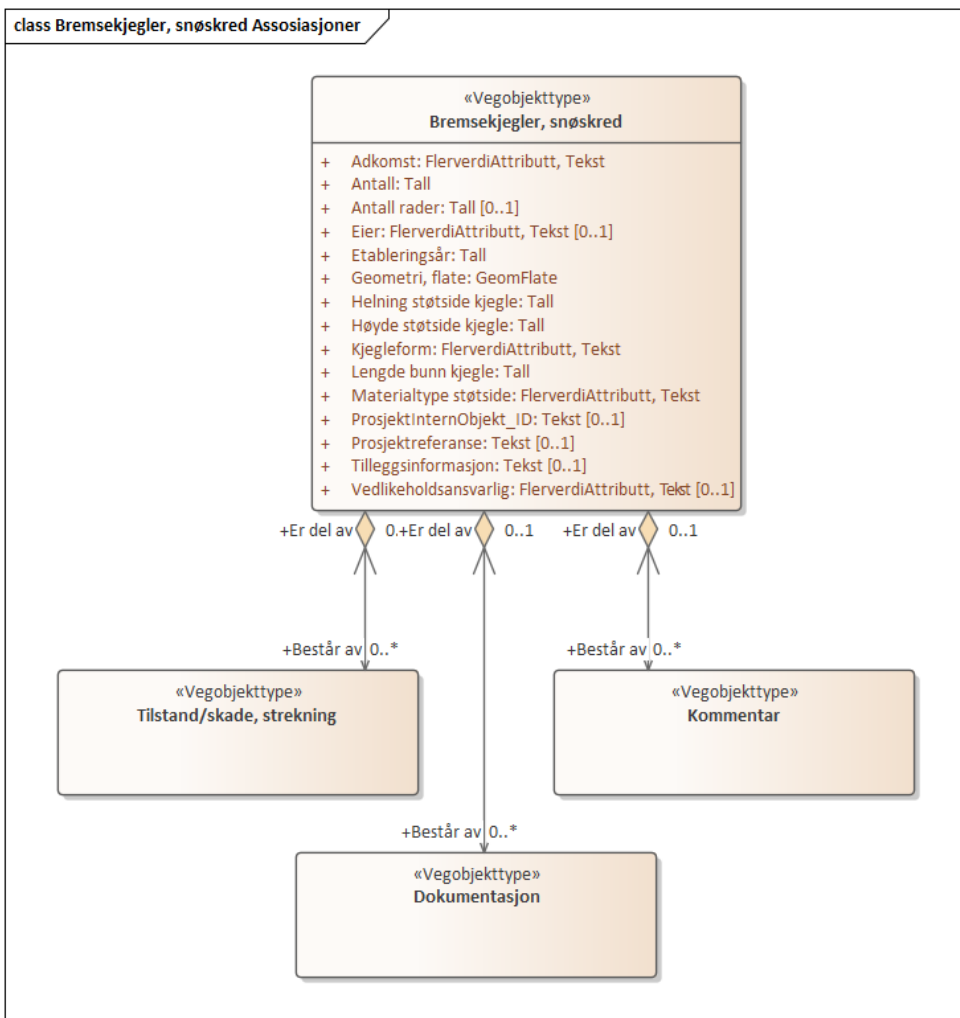 class Bremsekjegler, snøskred Assosiasjoner
«Vegobjekttype»
Bremsekjegler, snøskred
+ Adkomst: FlerverdiAttributt, Tekst
+ Antall: Tall
+ Antall rader: Tall [0..1]
+ Eier: FlerverdiAttributt, Tekst [0..1]
+ Etableringsår: Tall
+ Geometri, flate: GeomFlate
+ Helning støtside kjegle: Tall
+ Høyde støtside kjegle: Tall
+ Kjegleform: FlerverdiAttributt, Tekst
+ Lengde bunn kjegle: Tall
+ Materialtype støtside: FlerverdiAttributt, Tekst
+ ProsjektInternObjekt_ID: Tekst [0..1]
+ Prosjektreferanse: Tekst [0..1]
+ Tilleggsinformasjon: Tekst [0..1]
+ Vedlikeholdsansvarlig: FlerverdiAttributt, Tekst [0..1]
+Er del av 0..+Er del av 0..1 +Er del av 0..1
+Består av 0..* +Består av 0..*
«Vegobjekttype»
Tilstand/skade, strekning
«Vegobjekttype»
Kommentar
+Består av 0..*
«Vegobjekttype»
Dokumentasjon